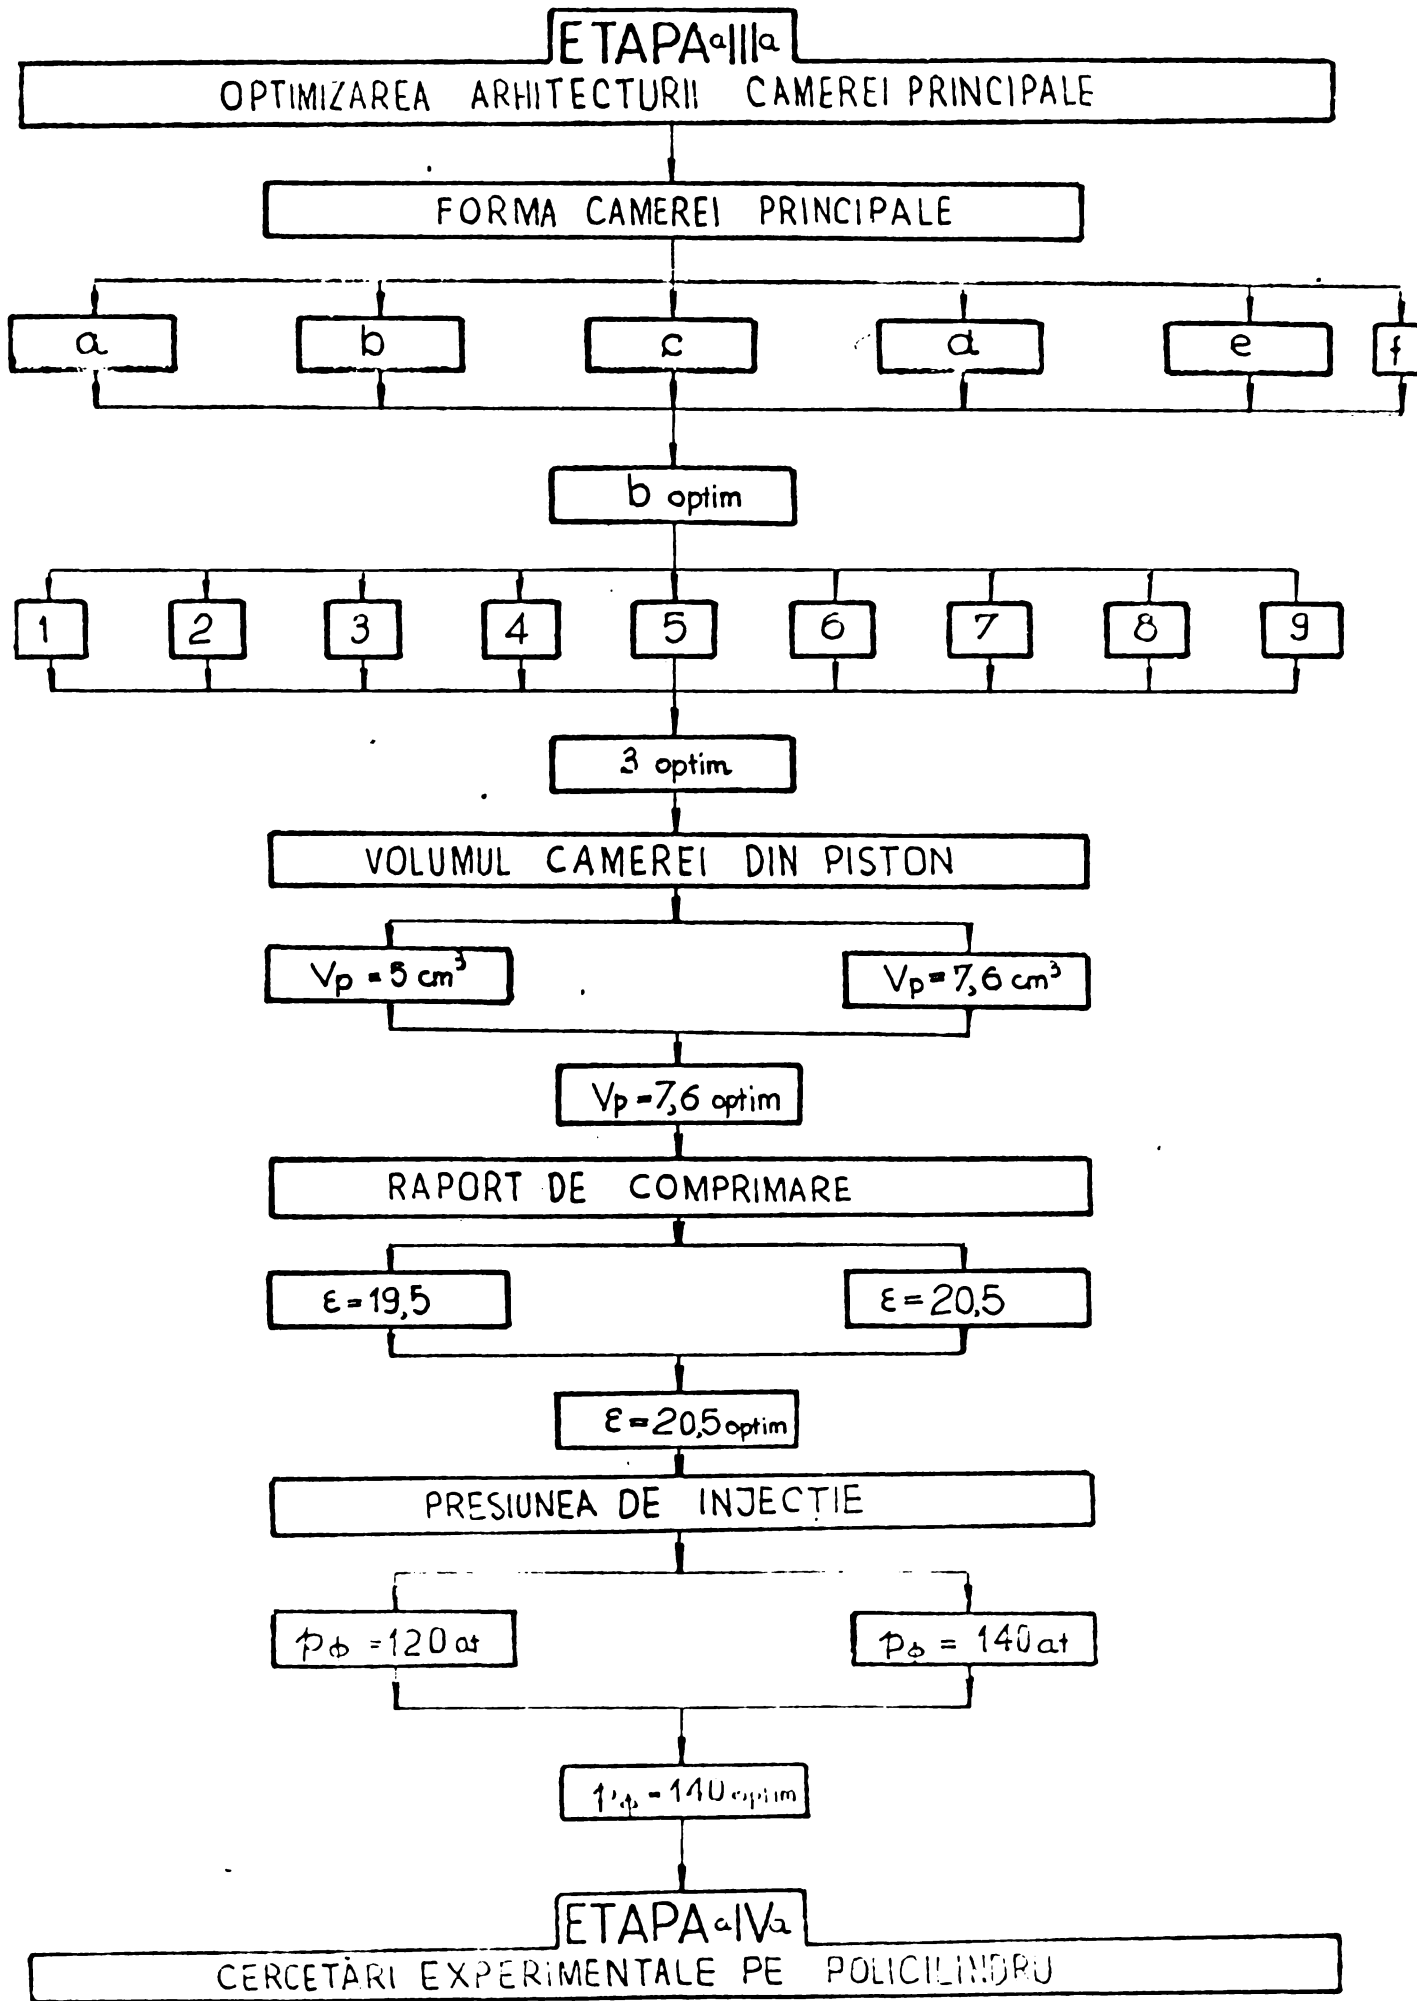 ETAPA a III a
OPTIMIZAREA ARHITECTURII CAMEREI PRINCIPALE
FORMA CAMEREI PRINCIPALE
a b c d e f
b optim
1 2 3 4 5 6 7 8 9
3 optim
VOLUMUL CAMEREI DIN PISTON
Vp = 5 cm³ Vp = 7,6 cm³
Vp = 7,6 optim
RAPORT DE COMPRIMARE
ε = 19,5 ε = 20,5
ε = 20,5 optim
PRESIUNEA DE INJECȚIE
pφ = 120 at pφ = 140 at
pφ = 140 optim
ETAPA a IV a
CERCETĂRI EXPERIMENTALE PE POLICILINDRU